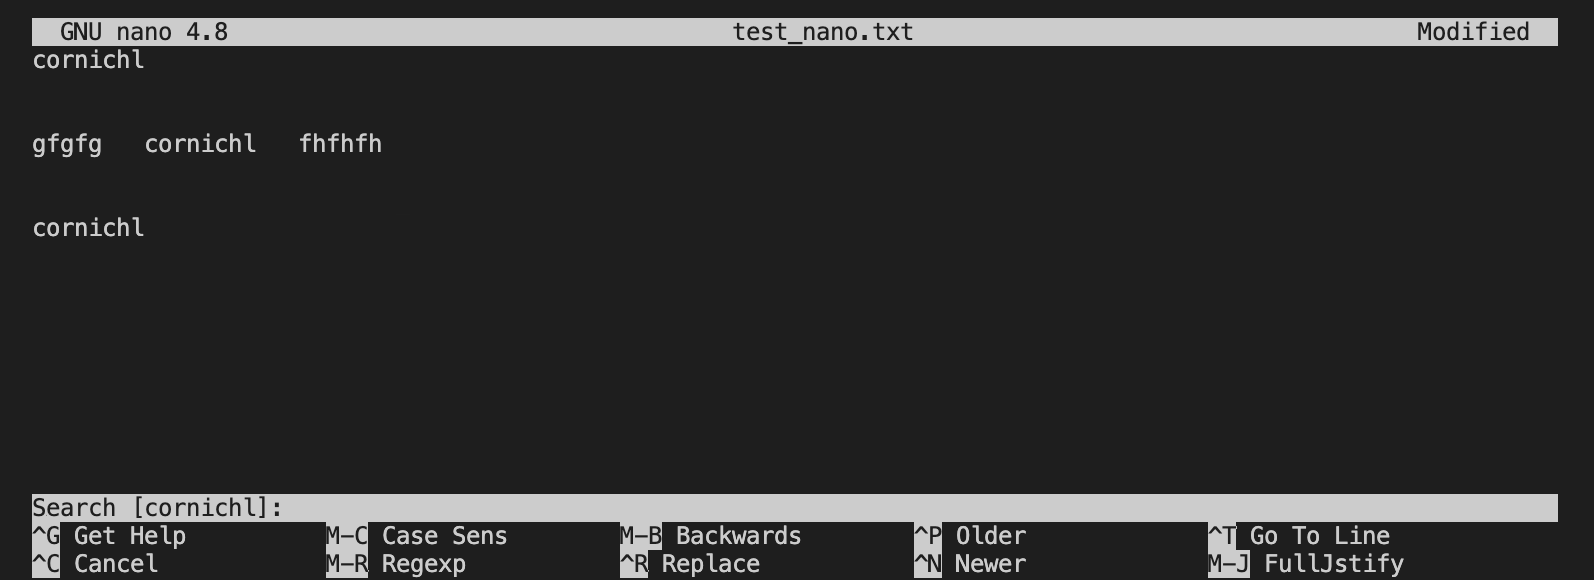 GNU nano 4.8 test_nano.txt Modified
cornichl
gfgfg cornichl fhfhfh
cornichl
Search [cornichl]:
^G Get Help M-C Case Sens M-B Backwards ^P Older ^T Go To Line
^C Cancel M-R Regexp ^R Replace ^N Newer M-J FullJstify